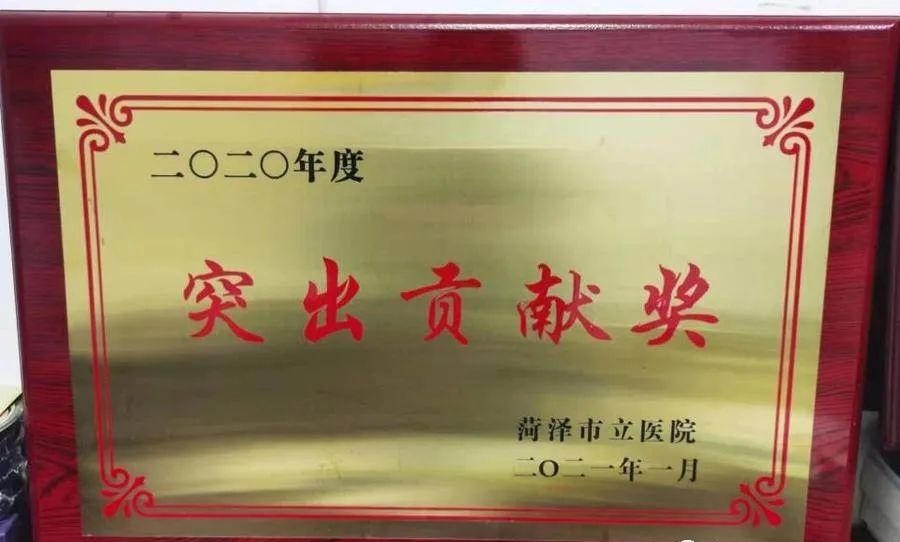 二〇二〇年度
突出贡献奖
菏泽市立医院
二〇二一年一月